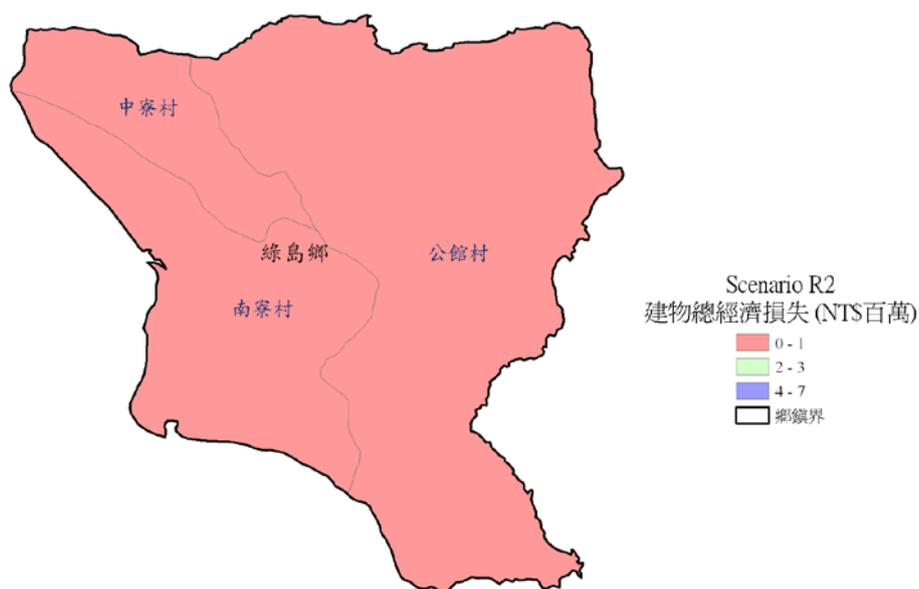 中寮村
綠島鄉
公館村
南寮村
Scenario R2
建物總經濟損失 (NT$百萬)
0 - 1
2 - 3
4 - 7
鄉鎮界